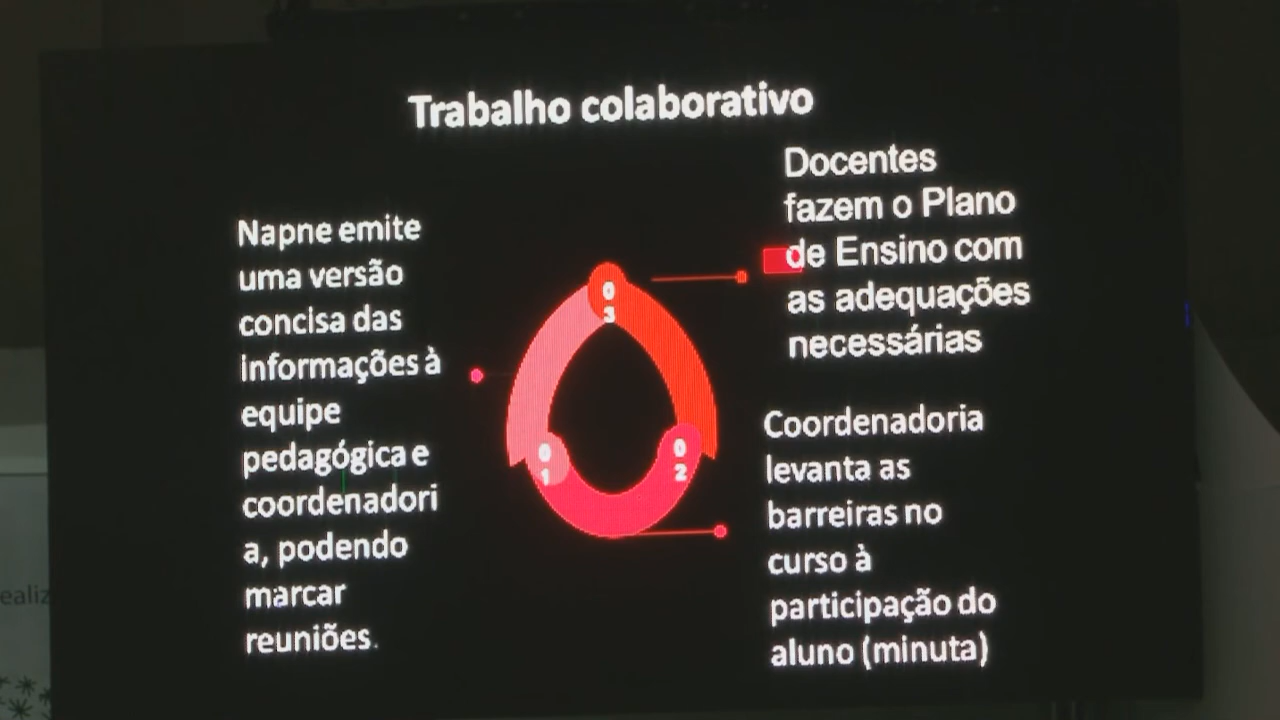 Trabalho colaborativo
Napne emite
uma versão
concisa das
informações à
equipe
pedagógica e
coordenadori
a, podendo
marcar
reuniões.
Docentes
fazem o Plano
de Ensino com
as adequações
necessárias
0
3
0
1
0
2
Coordenadoria
levanta as
barreiras no
curso à
participação do
aluno (minuta)
ealiz